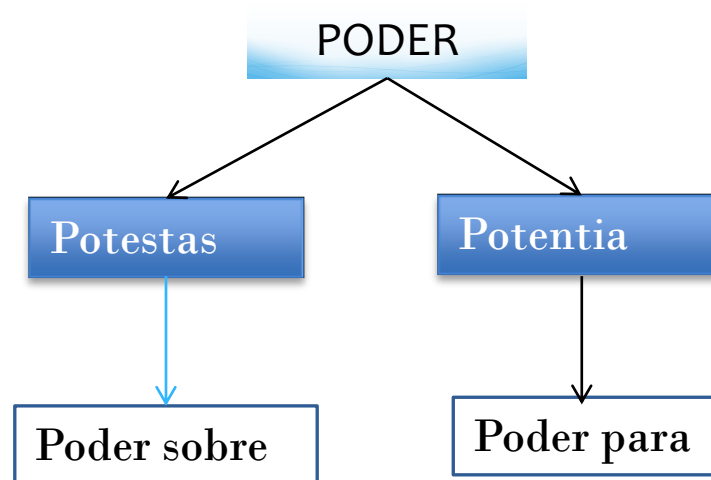 PODER
Potestas
Potentia
Poder sobre
Poder para